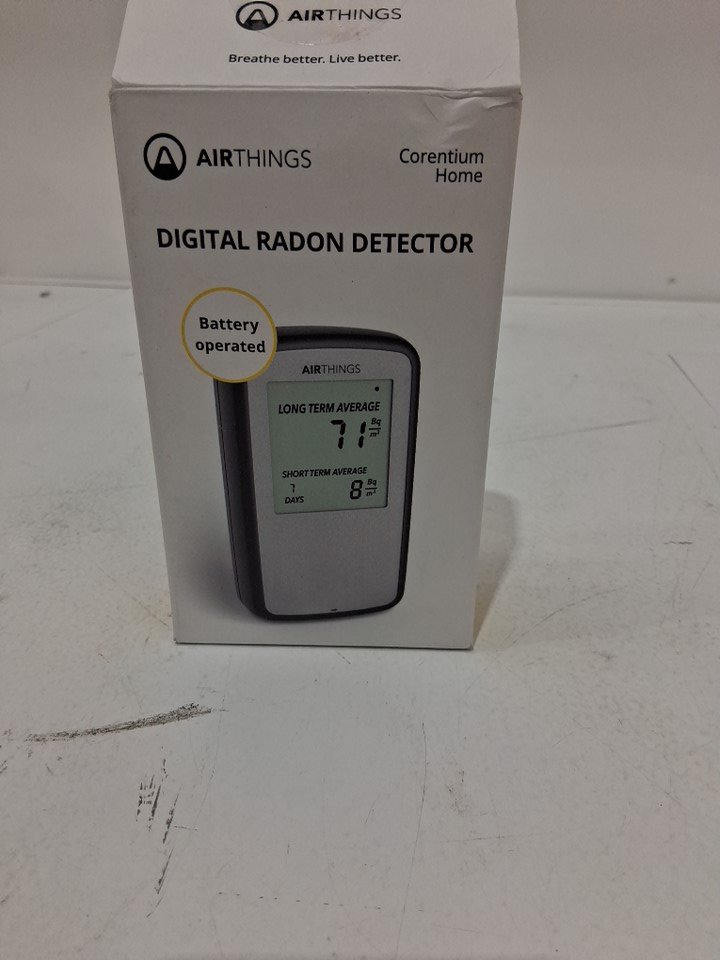 AIRTHINGS
Breathe better. Live better.
AIRTHINGS
Corentium
Home
DIGITAL RADON DETECTOR
Battery
operated
AIRTHINGS
LONG TERM AVERAGE
71 Bq/m³
SHORT TERM AVERAGE
7
DAYS
8 Bq/m³